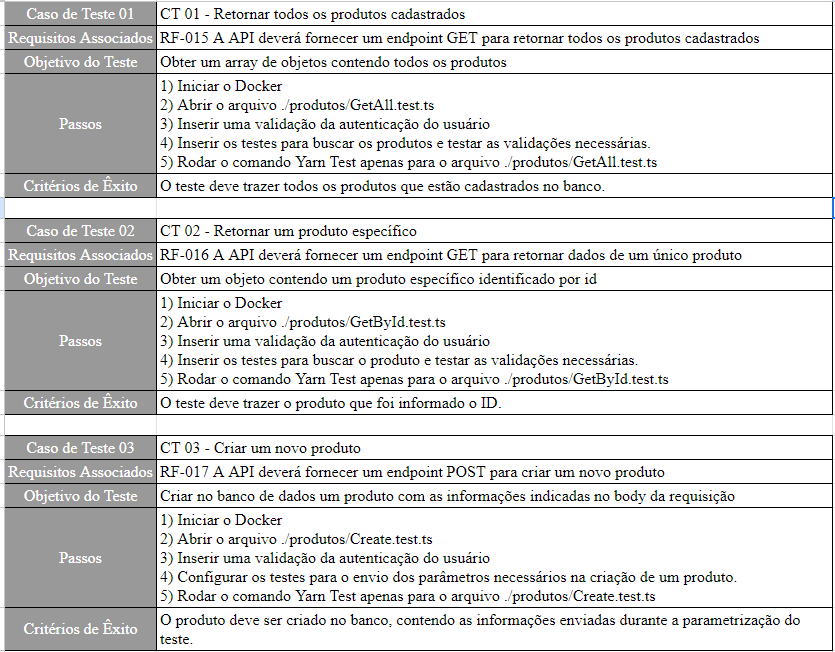 Caso de Teste 01 CT 01 - Retornar todos os produtos cadastrados
Requisitos Associados RF-015 A API deverá fornecer um endpoint GET para retornar todos os produtos cadastrados
Objetivo do Teste Obter um array de objetos contendo todos os produtos
Passos
1) Iniciar o Docker
2) Abrir o arquivo ./produtos/GetAll.test.ts
3) Inserir uma validação da autenticação do usuário
4) Inserir os testes para buscar os produtos e testar as validações necessárias.
5) Rodar o comando Yarn Test apenas para o arquivo ./produtos/GetAll.test.ts
Critérios de Êxito O teste deve trazer todos os produtos que estão cadastrados no banco.
Caso de Teste 02 CT 02 - Retornar um produto específico
Requisitos Associados RF-016 A API deverá fornecer um endpoint GET para retornar dados de um único produto
Objetivo do Teste Obter um objeto contendo um produto específico identificado por id
Passos
1) Iniciar o Docker
2) Abrir o arquivo ./produtos/GetById.test.ts
3) Inserir uma validação da autenticação do usuário
4) Inserir os testes para buscar o produto e testar as validações necessárias.
5) Rodar o comando Yarn Test apenas para o arquivo ./produtos/GetById.test.ts
Critérios de Êxito O teste deve trazer o produto que foi informado o ID.
Caso de Teste 03 CT 03 - Criar um novo produto
Requisitos Associados RF-017 A API deverá fornecer um endpoint POST para criar um novo produto
Objetivo do Teste Criar no banco de dados um produto com as informações indicadas no body da requisição
Passos
1) Iniciar o Docker
2) Abrir o arquivo ./produtos/Create.test.ts
3) Inserir uma validação da autenticação do usuário
4) Configurar os testes para o envio dos parâmetros necessários na criação de um produto.
5) Rodar o comando Yarn Test apenas para o arquivo ./produtos/Create.test.ts
Critérios de Êxito O produto deve ser criado no banco, contendo as informações enviadas durante a parametrização do
teste.